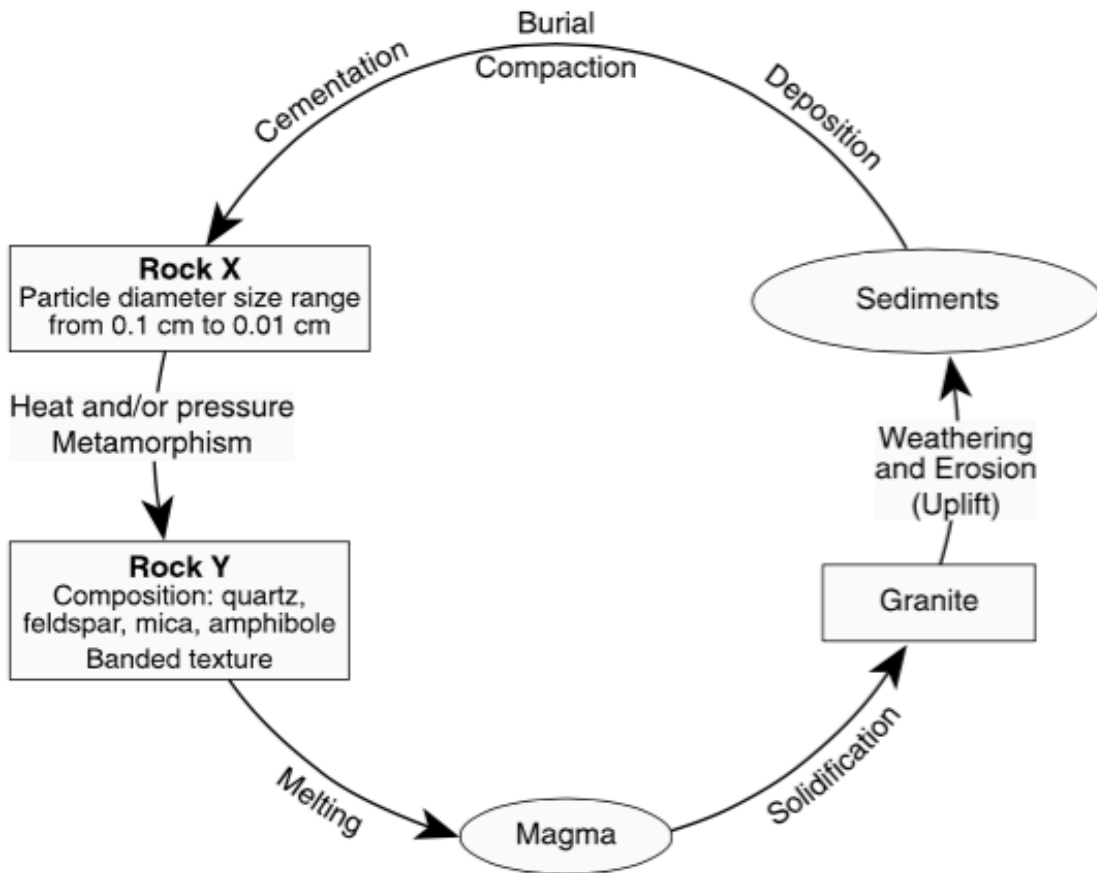 Burial
Compaction
Cementation
Deposition
Rock X
Particle diameter size range
from 0.1 cm to 0.01 cm
Sediments
Heat and/or pressure
Metamorphism
Weathering
and Erosion
(Uplift)
Rock Y
Composition: quartz,
feldspar, mica, amphibole
Banded texture
Granite
Melting
Solidification
Magma